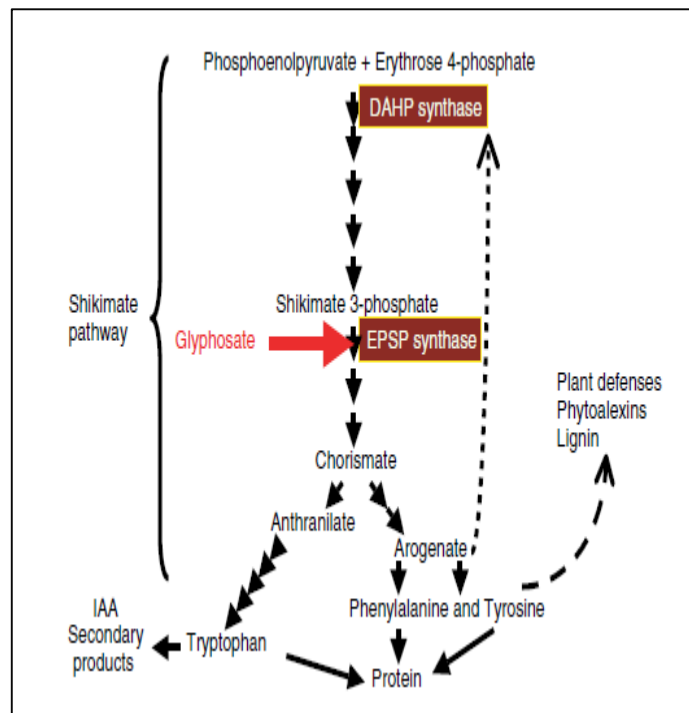 Phosphoenolpyruvate + Erythrose 4-phosphate
DAHP synthase
Shikimate 3-phosphate
Shikimate
pathway
Glyphosate
EPSP synthase
Plant defenses
Phytoalexins
Lignin
Chorismate
Anthranilate
Arogenate
IAA
Secondary
products
Tryptophan
Phenylalanine and Tyrosine
Protein